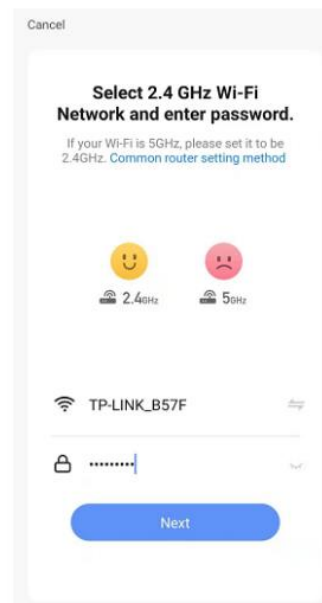 Cancel
Select 2.4 GHz Wi-Fi
Network and enter password.
If your Wi-Fi is 5GHz, please set it to be
2.4GHz. Common router setting method
2.4GHz 5GHz
TP-LINK_B57F
•••••••••
Next